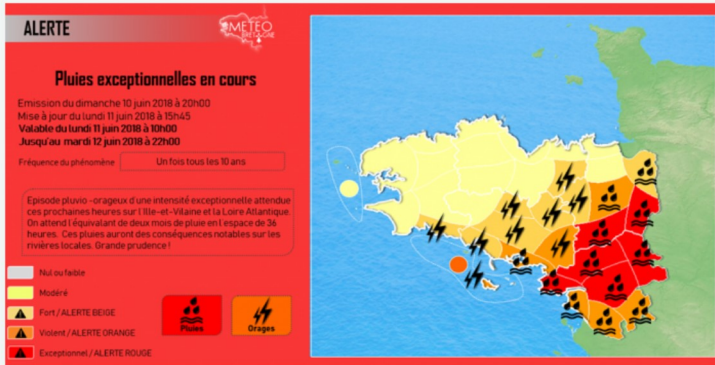 ALERTE
METEO
BRETAGNE
Pluies exceptionnelles en cours
Emission du dimanche 10 juin 2018 à 20h00
Mise à jour du lundi 11 juin 2018 à 15h45
Valable du lundi 11 juin 2018 à 10h00
Jusqu'au mardi 12 juin 2018 à 22h00
Fréquence du phénomène
Un fois tous les 10 ans
Episode pluvio -orageux d'une intensité exceptionnelle attendue
ces prochaines heures sur l'Ille-et-Vilaine et la Loire Atlantique.
On attend l'équivalent de deux mois de pluie en l'espace de 36
heures. Ces pluies auront des conséquences notables sur les
rivières locales. Grande prudence !
Nul ou faible
Modéré
Fort / ALERTE BEIGE
Violent / ALERTE ORANGE
Exceptionnel / ALERTE ROUGE
Pluies
Orages